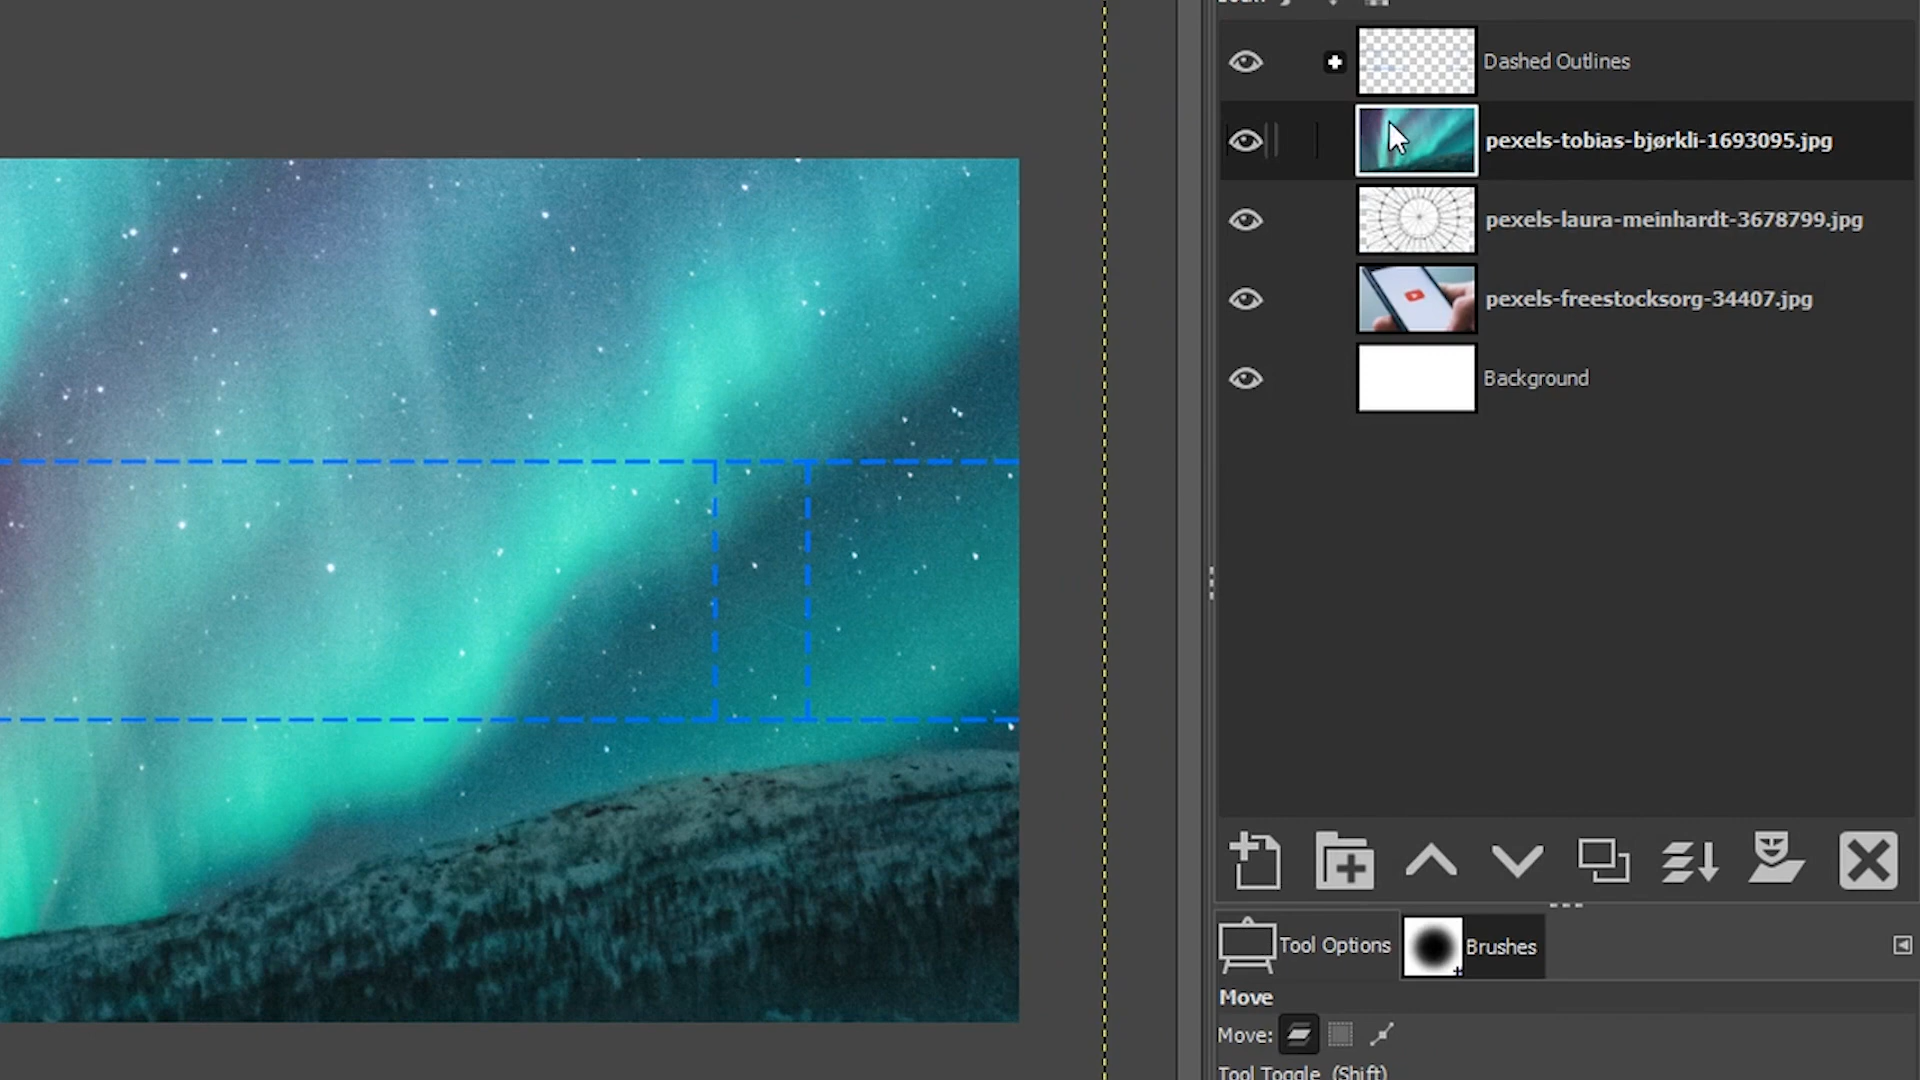 Dashed Outlines
pexels-tobias-bjørkli-1693095.jpg
pexels-laura-meinhardt-3678799.jpg
pexels-freestocksorg-34407.jpg
Background
Tool Options
Brushes
Move
Move:
Tool Toggle (Shift)